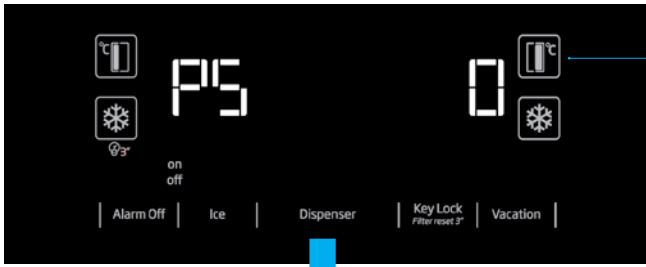 °C
°C
PS 0
3"
on
off
Alarm Off
Ice
Dispenser
Key Lock
Filter reset 3"
Vacation